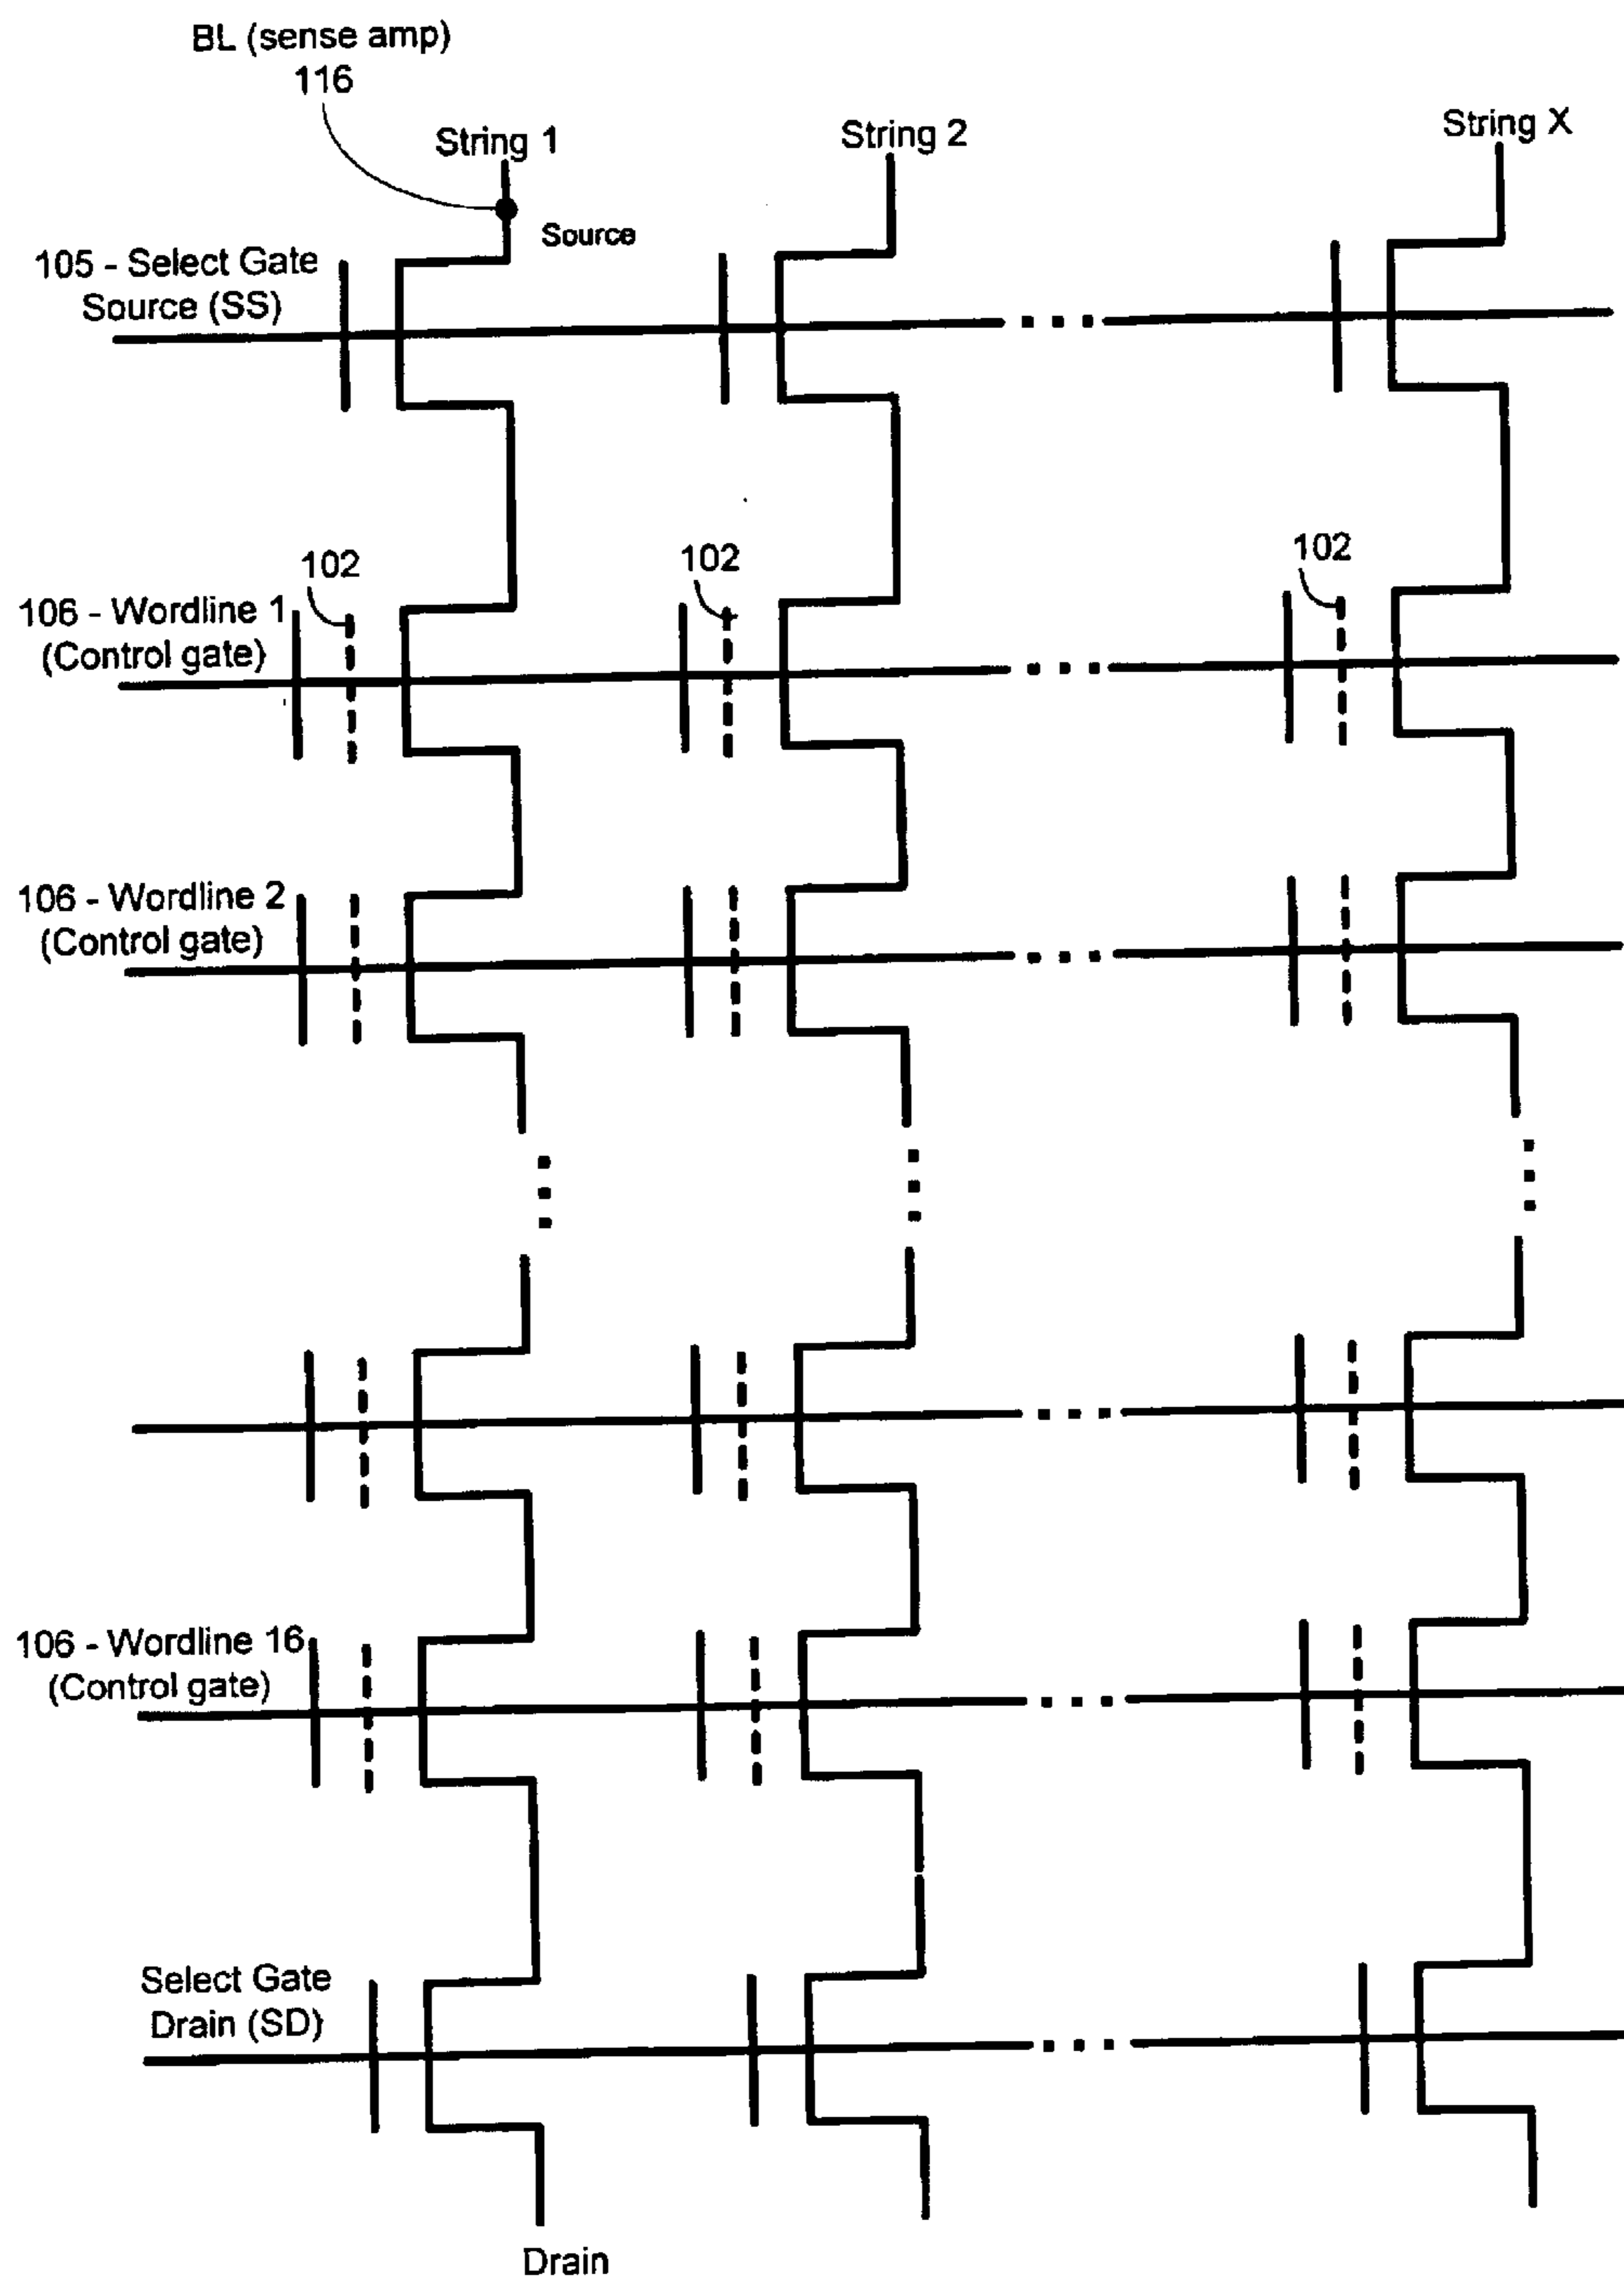 BL (sense amp)
116
String 1
String 2
String X
Source
105 - Select Gate
Source (SS)
102
102
102
106 - Wordline 1
(Control gate)
106 - Wordline 2
(Control gate)
106 - Wordline 16
(Control gate)
Select Gate
Drain (SD)
Drain